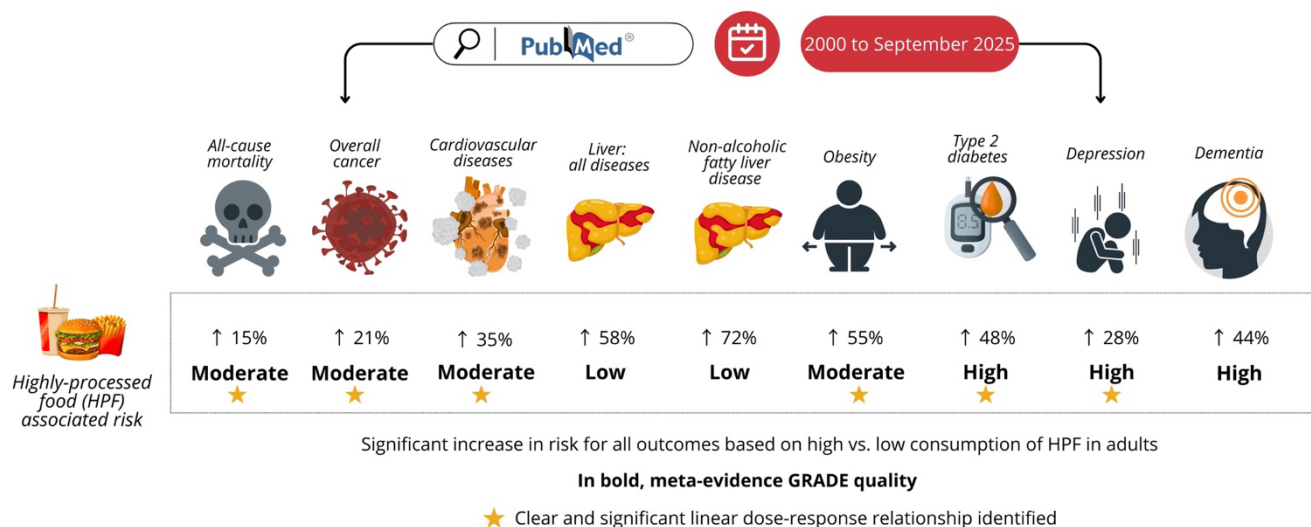 PubMed®
2000 to September 2025
All-cause
mortality
Overall
cancer
Cardiovascular
diseases
Liver:
all diseases
Non-alcoholic
fatty liver
disease
Obesity
Type 2
diabetes
8.5
Depression
Dementia
Highly-processed
food (HPF)
associated risk
↑ 15%
↑ 21%
↑ 35%
↑ 58%
↑ 72%
↑ 55%
↑ 48%
↑ 28%
↑ 44%
Moderate
Moderate
Moderate
Low
Low
Moderate
High
High
High
Significant increase in risk for all outcomes based on high vs. low consumption of HPF in adults
In bold, meta-evidence GRADE quality
Clear and significant linear dose-response relationship identified